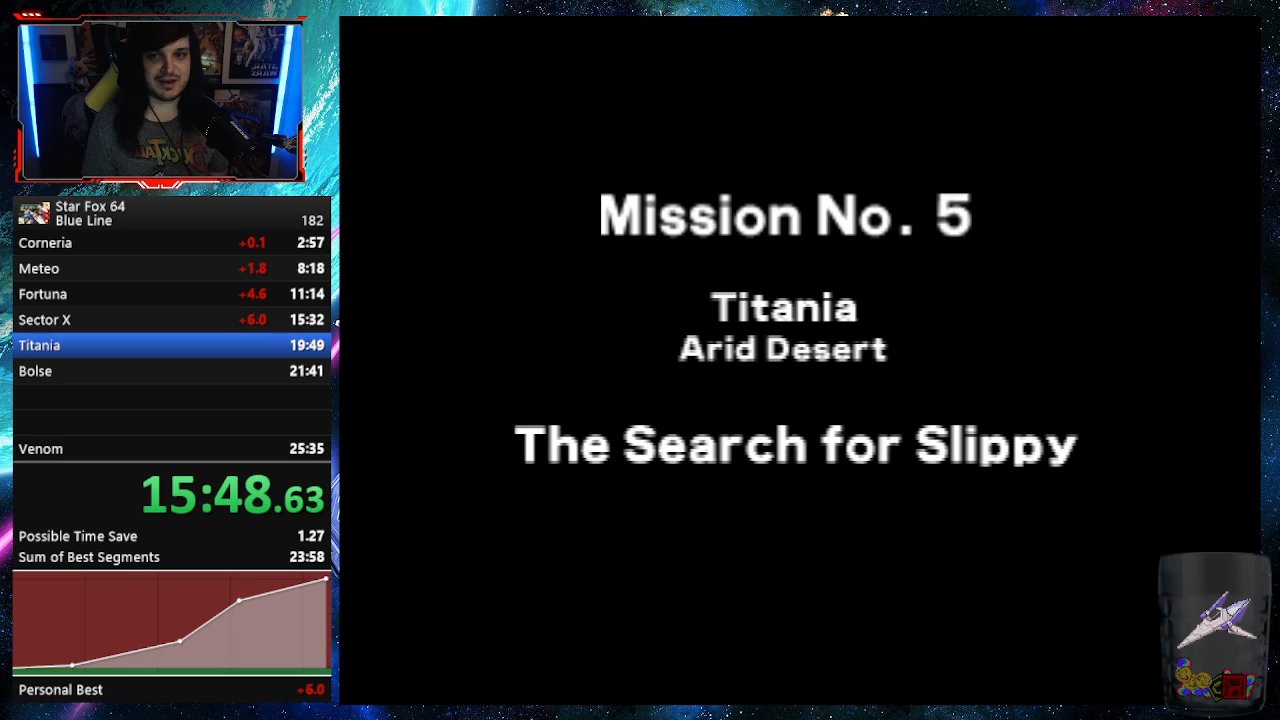 Star Fox 64
Blue Line 182
Corneria +0.1 2:57
Meteo +1.8 8:18
Fortuna +4.6 11:14
Sector X +6.0 15:32
Titania 19:49
Bolse 21:41
Venom 25:35
15:48.63
Possible Time Save 1.27
Sum of Best Segments 23:58
Personal Best +6.0
Mission No. 5
Titania
Arid Desert
The Search for Slippy